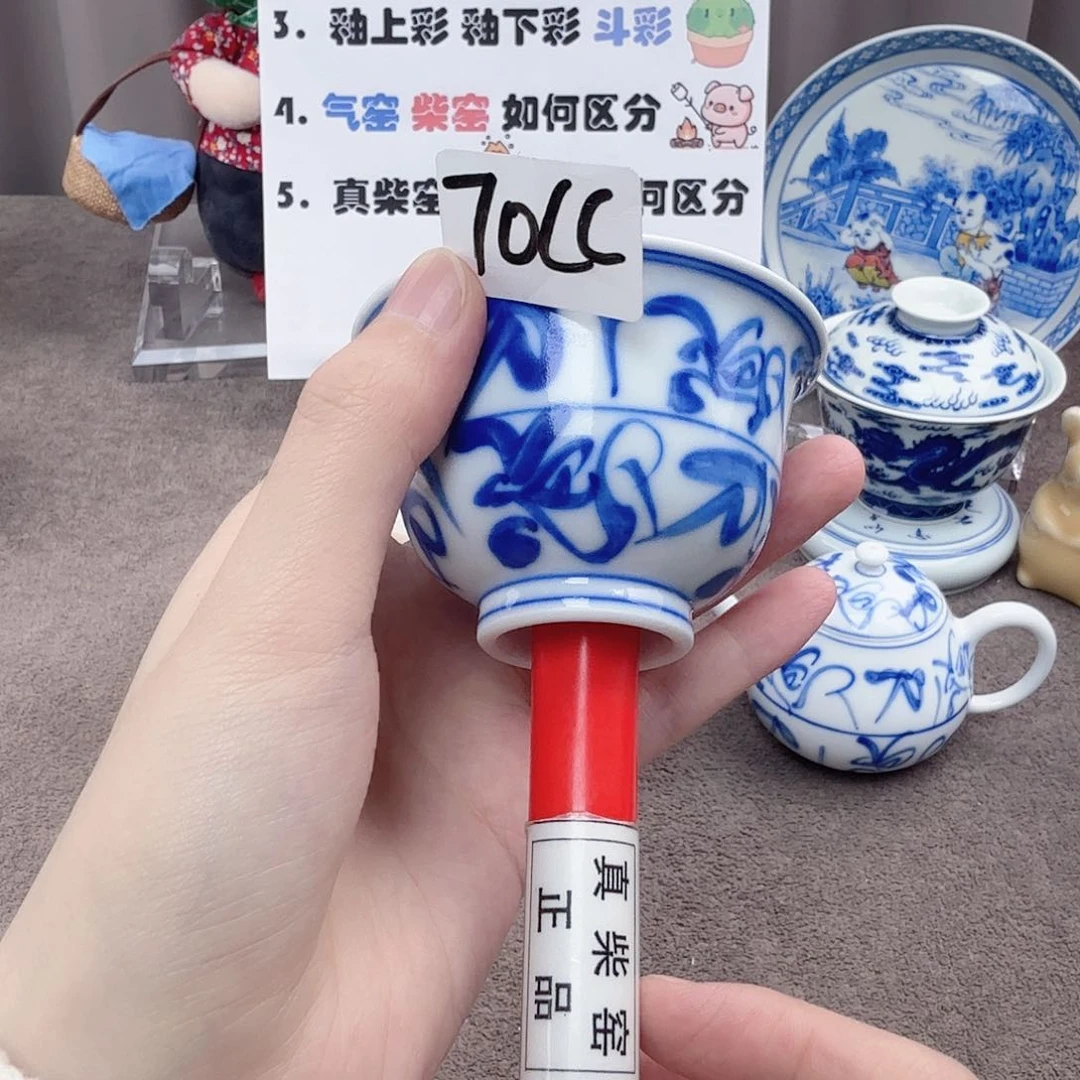 3. 釉上彩 釉下彩 斗彩
4. 气窑 柴窑 如何区分
5. 真柴窑 何区分
70CC
真柴窑
正品